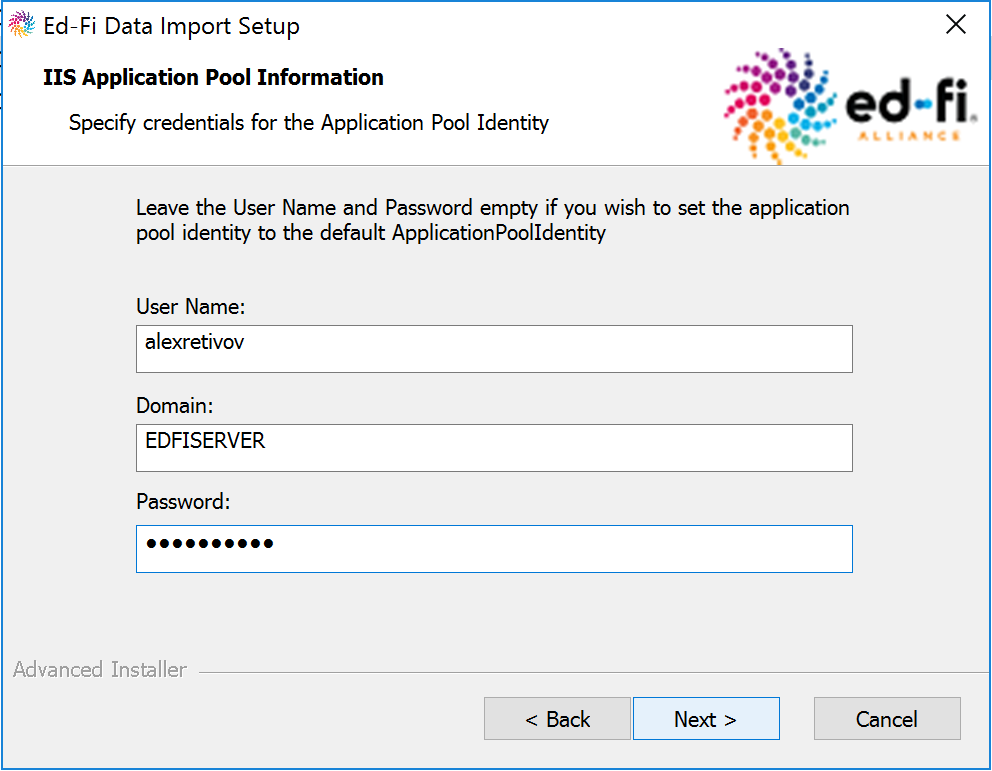 Ed-Fi Data Import Setup
IIS Application Pool Information
Specify credentials for the Application Pool Identity
ed-fi®
ALLIANCE
Leave the User Name and Password empty if you wish to set the application
pool identity to the default ApplicationPoolIdentity
User Name:
alexretivov
Domain:
EDFISERVER
Password:
●●●●●●●●●●
Advanced Installer
< Back
Next >
Cancel